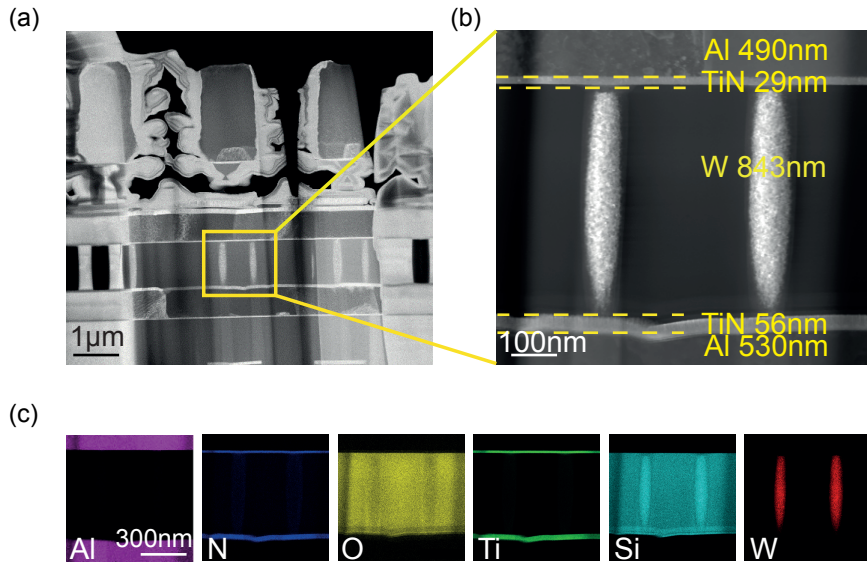 (a)
(b)
1µm
Al 490nm
TiN 29nm
W 843nm
TiN 56nm
100nm
Al 530nm
(c)
300nm
Al
N
O
Ti
Si
W